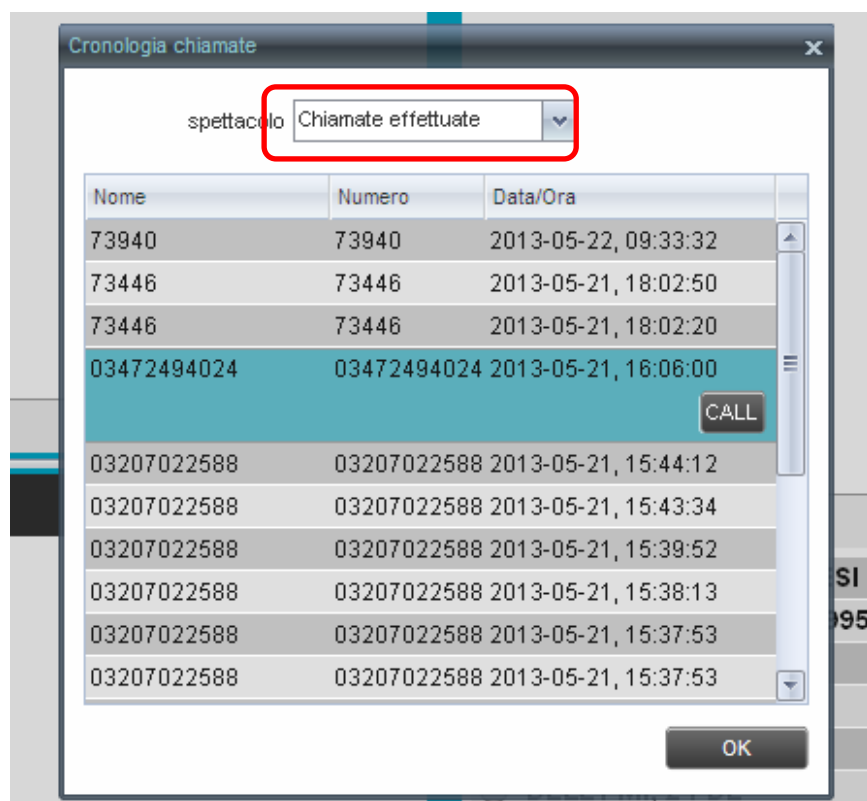 Cronologia chiamate
spettacolo Chiamate effettuate
Nome Numero Data/Ora
73940 73940 2013-05-22, 09:33:32
73446 73446 2013-05-21, 18:02:50
73446 73446 2013-05-21, 18:02:20
03472494024 03472494024 2013-05-21, 16:06:00
CALL
03207022588 03207022588 2013-05-21, 15:44:12
03207022588 03207022588 2013-05-21, 15:43:34
03207022588 03207022588 2013-05-21, 15:39:52
03207022588 03207022588 2013-05-21, 15:38:13
SI
03207022588 03207022588 2013-05-21, 15:37:53
995
03207022588 03207022588 2013-05-21, 15:37:53
OK